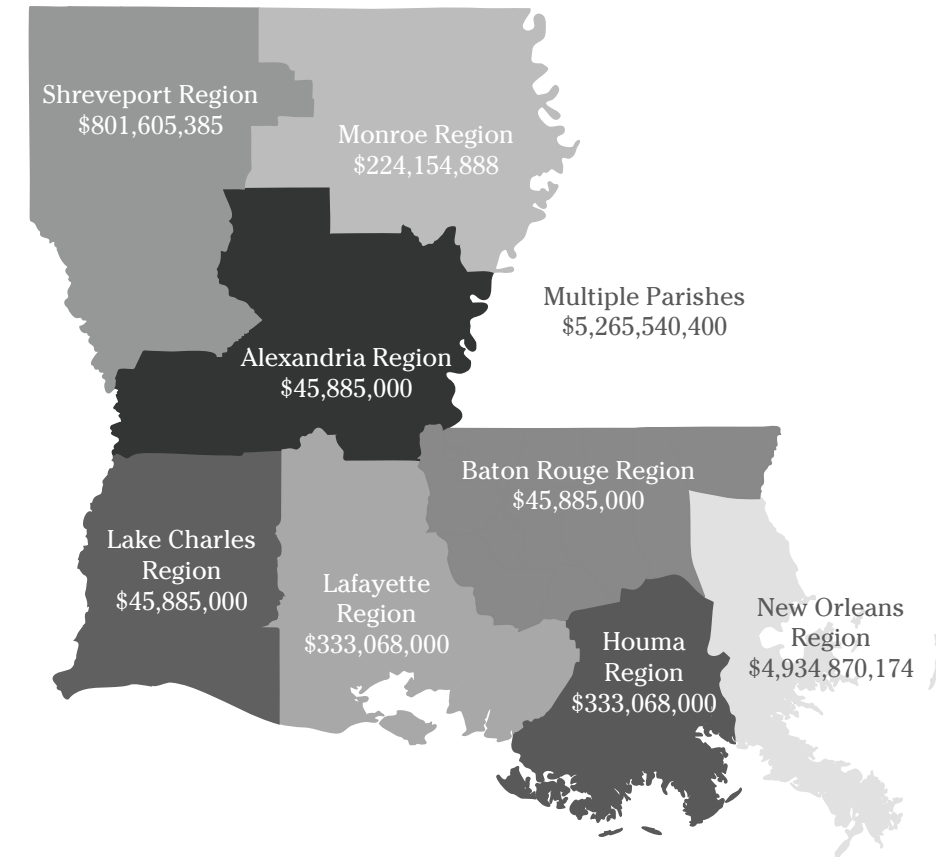 Shreveport Region
$801,605,385
Monroe Region
$224,154,888
Multiple Parishes
$5,265,540,400
Alexandria Region
$45,885,000
Baton Rouge Region
$45,885,000
Lake Charles
Region
$45,885,000
Lafayette
Region
$333,068,000
Houma
Region
$333,068,000
New Orleans
Region
$4,934,870,174